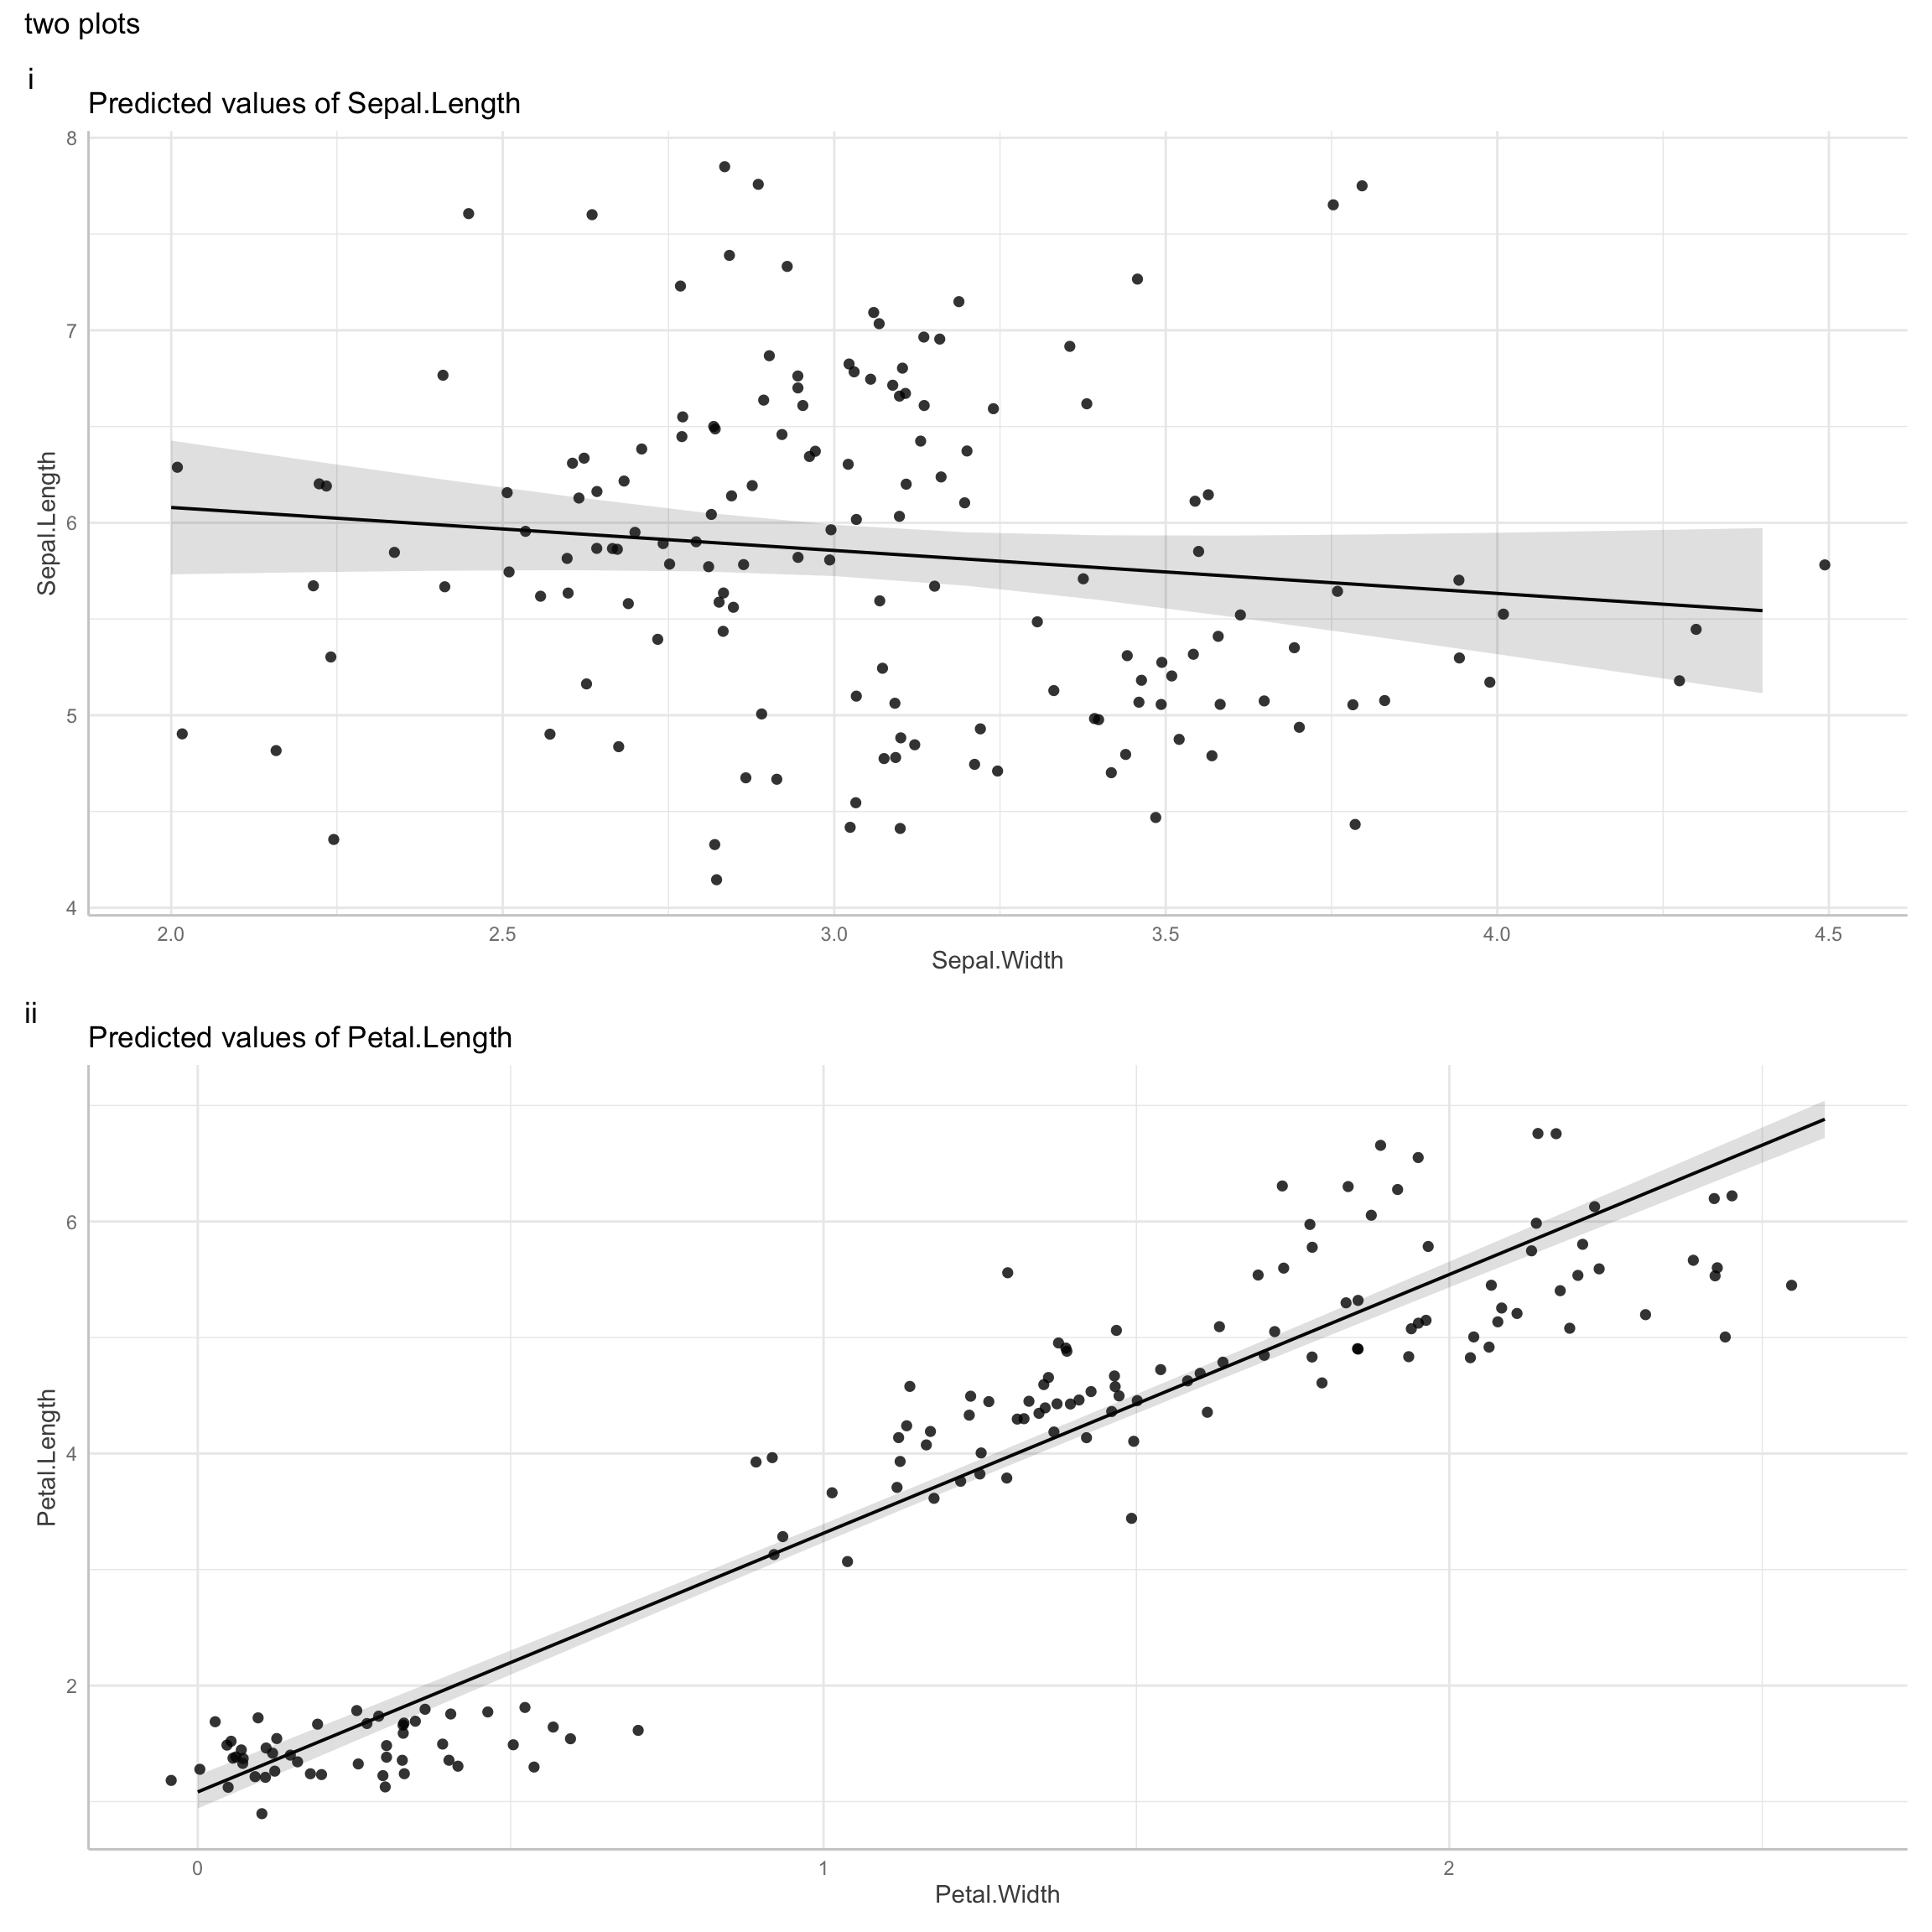 two plots
i
Predicted values of Sepal.Length
8
7
6
5
4
Sepal.Length
2.0 2.5 3.0 3.5 4.0 4.5
Sepal.Width
ii
Predicted values of Petal.Length
6
4
2
Petal.Length
0 1 2
Petal.Width